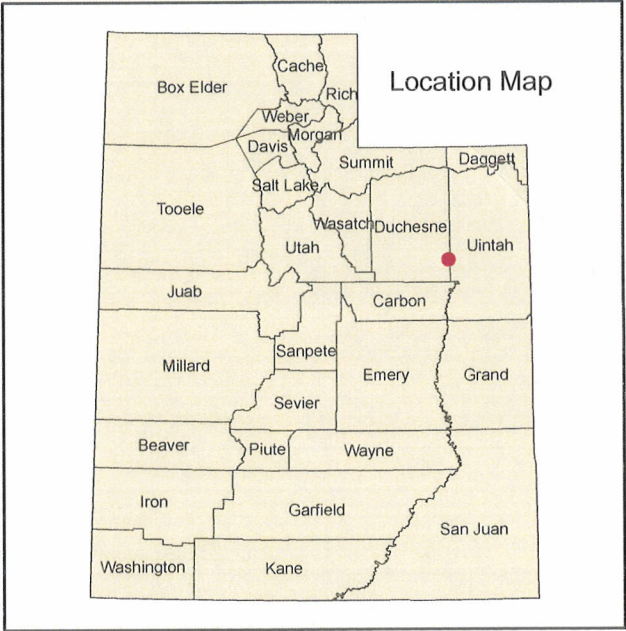 Location Map
Cache
Box Elder
Rich
Weber
Morgan
Davis
Summit
Daggett
Salt Lake
Tooele
Wasatch
Duchesne
Utah
Uintah
Juab
Carbon
Sanpete
Millard
Emery
Grand
Sevier
Beaver
Piute
Wayne
Iron
Garfield
San Juan
Washington
Kane